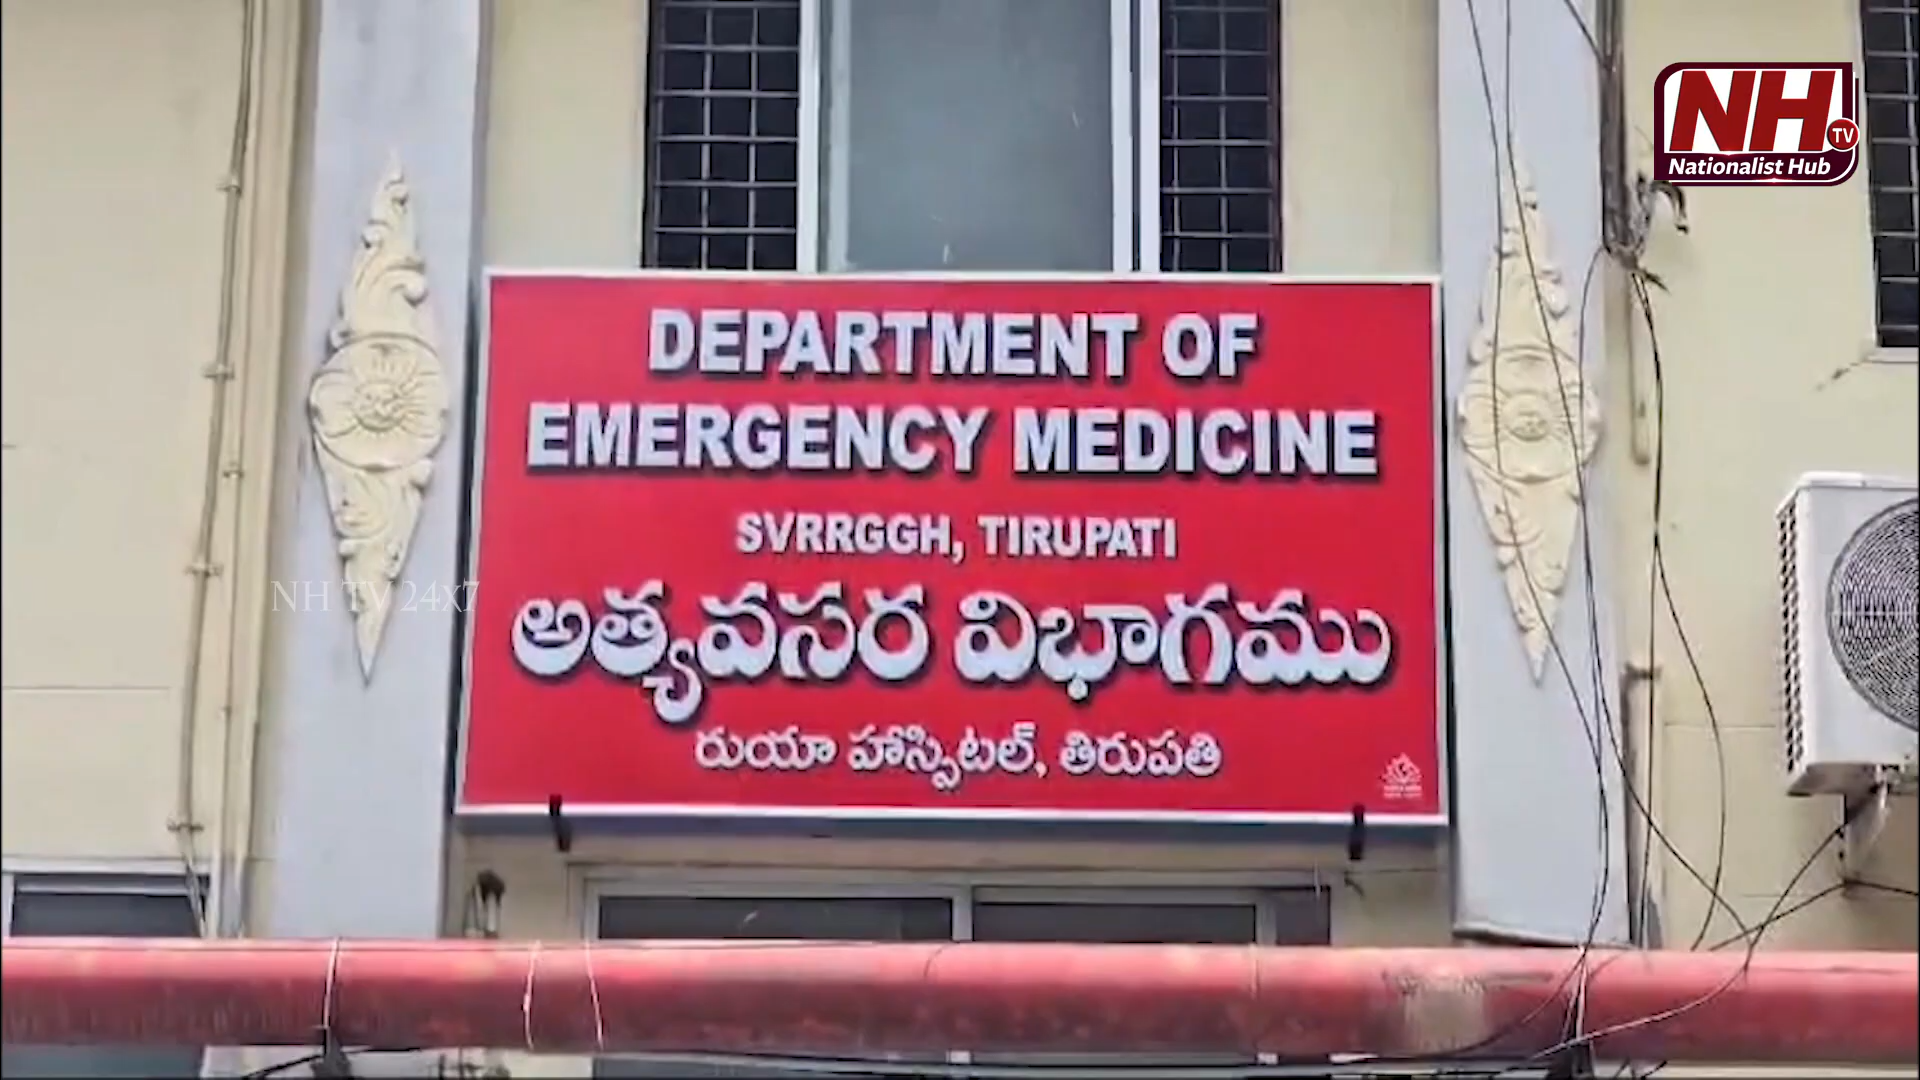 NH TV
Nationalist Hub
DEPARTMENT OF
EMERGENCY MEDICINE
SVRRGGH, TIRUPATI
NH TV 24x7
అత్యవసర విభాగము
రుయా హాస్పిటల్, తిరుపతి